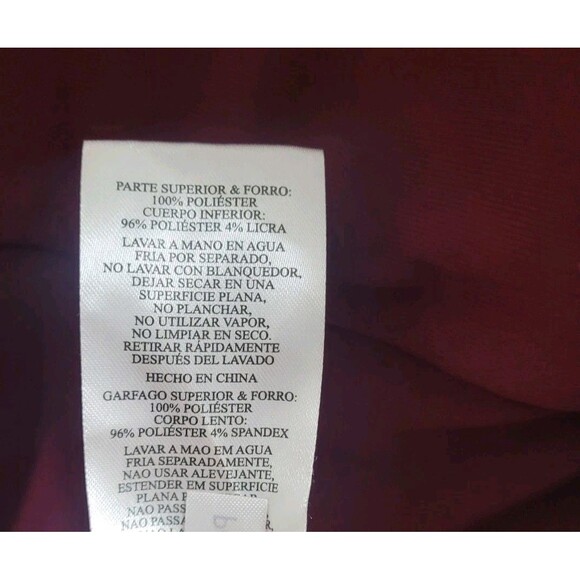 PARTE SUPERIOR & FORRO:
100% POLIÉSTER
CUERPO INFERIOR:
96% POLIÉSTER 4% LICRA
LAVAR A MANO EN AGUA
FRIA POR SEPARADO,
NO LAVAR CON BLANQUEDOR,
DEJAR SECAR EN UNA
SUPERFICIE PLANA,
NO PLANCHAR,
NO UTILIZAR VAPOR,
NO LIMPIAR EN SECO.
RETIRAR RÁPIDAMENTE
DESPUÉS DEL LAVADO
HECHO EN CHINA
GARFAGO SUPERIOR & FORRO:
100% POLIÉSTER
CORPO LENTO:
96% POLIÉSTER 4% SPANDEX
LAVAR A MAO EM AGUA
FRIA SEPARADAMENTE,
NAO USAR ALEVEJANTE,
ESTENDER EM SUPERFICIE
PLANA
NAO
NAO